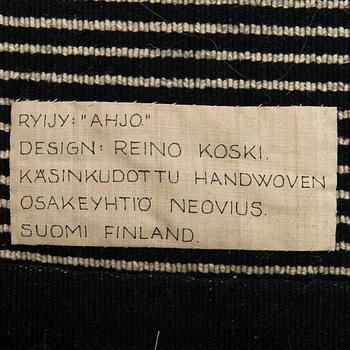 RYIJY: "AHJO."
DESIGN: REINO KOSKI.
KÄSINKUDOTTU HANDWOVEN
OSAKEYHTIÖ NEOVIUS.
SUOMI FINLAND.